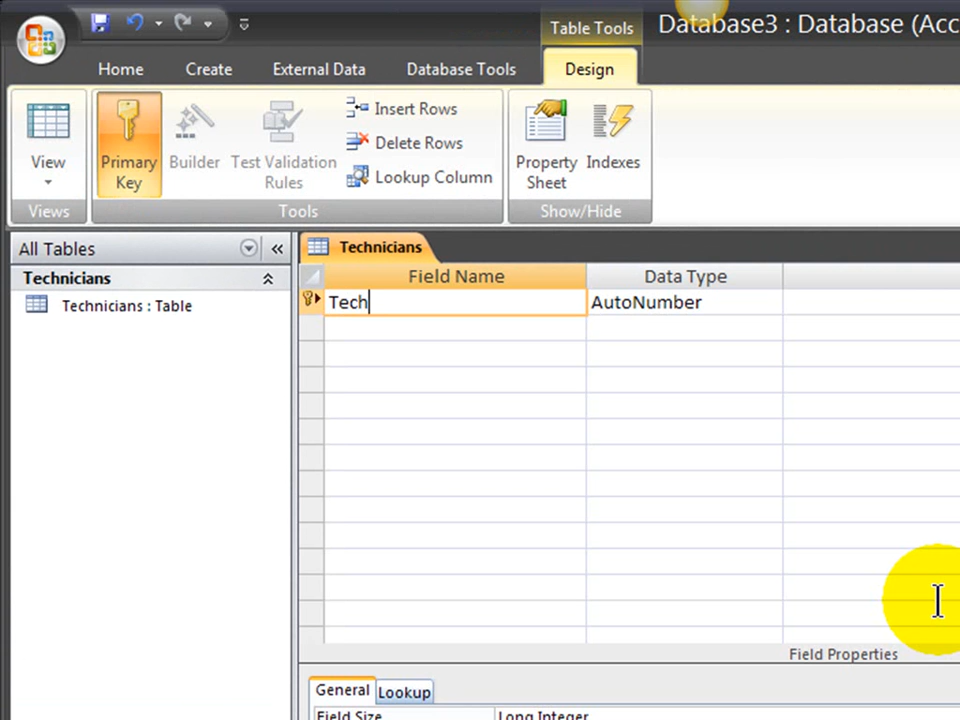 Table Tools
Database3 : Database (Acc
Home
Create
External Data
Database Tools
Design
View
Primary
Key
Builder
Test Validation
Rules
Insert Rows
Delete Rows
Lookup Column
Property
Sheet
Indexes
Views
Tools
Show/Hide
All Tables
Technicians
Technicians : Table
Technicians
Field Name
Data Type
Tech
AutoNumber
Field Properties
General
Lookup
Field Size
Long Integer